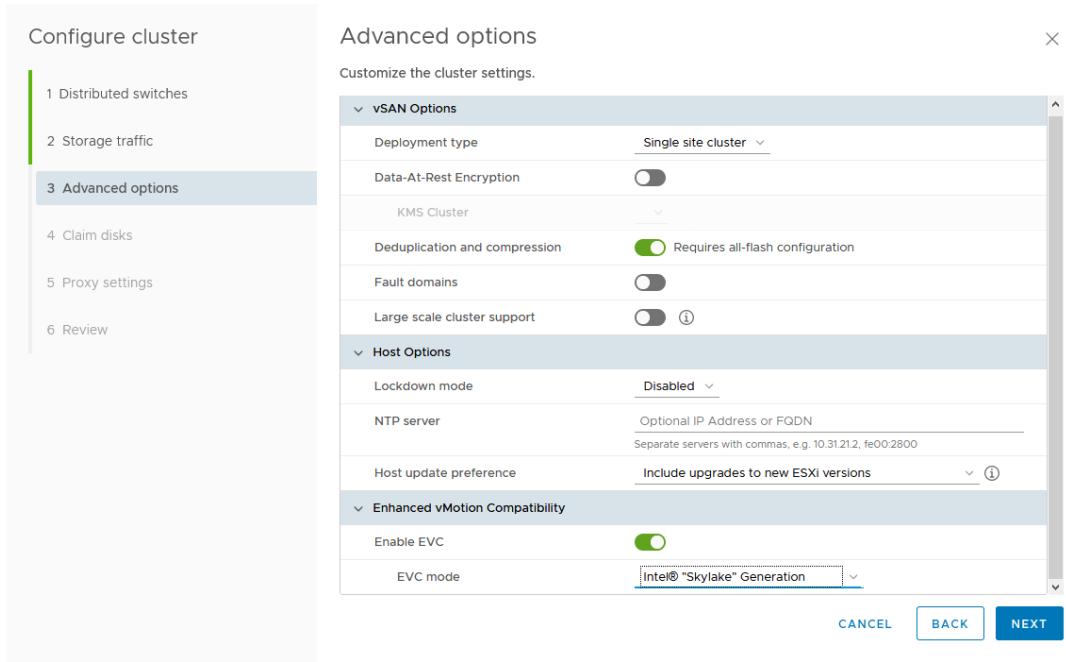 Configure cluster
1 Distributed switches
2 Storage traffic
3 Advanced options
4 Claim disks
5 Proxy settings
6 Review
Advanced options
Customize the cluster settings.
vSAN Options
Deployment type Single site cluster
Data-At-Rest Encryption
KMS Cluster
Deduplication and compression Requires all-flash configuration
Fault domains
Large scale cluster support
Host Options
Lockdown mode Disabled
NTP server Optional IP Address or FQDN
Separate servers with commas, e.g. 10.31.21.2, fe00:2800
Host update preference Include upgrades to new ESXi versions
Enhanced vMotion Compatibility
Enable EVC
EVC mode Intel® "Skylake" Generation
CANCEL BACK NEXT